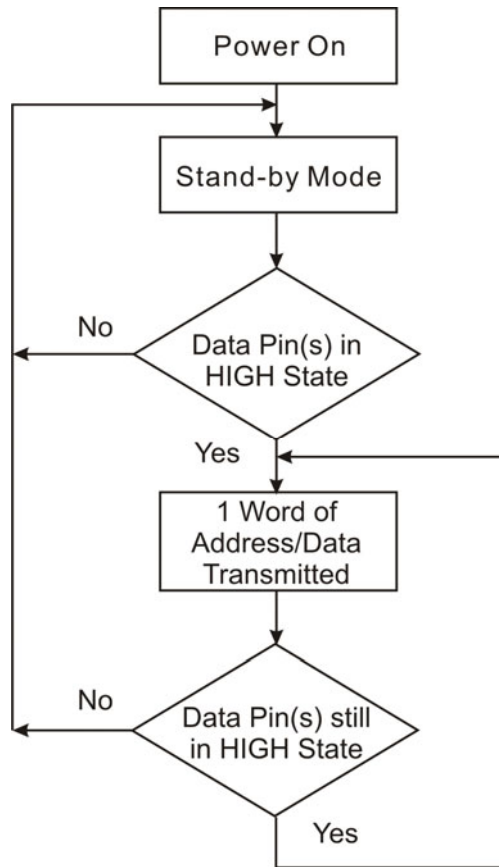 Power On
Stand-by Mode
No
Data Pin(s) in
HIGH State
Yes
1 Word of
Address/Data
Transmitted
No
Data Pin(s) still
in HIGH State
Yes